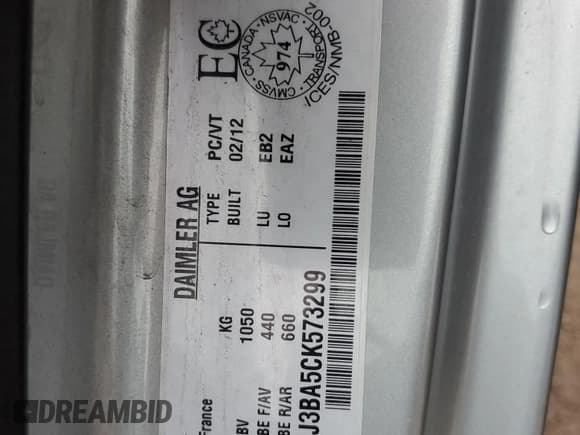 DAIMLER AG
EC
CMVSS · CANADA · NSVAC · TRANSPORT
974
ICES/NMB-002
TYPE PC/VT
BUILT 02/12
LU EB2
LO EAZ
France KG
BV 1050
BE F/AV 440
BE R/AR 660
J3BA5CK573299
DREAMBID